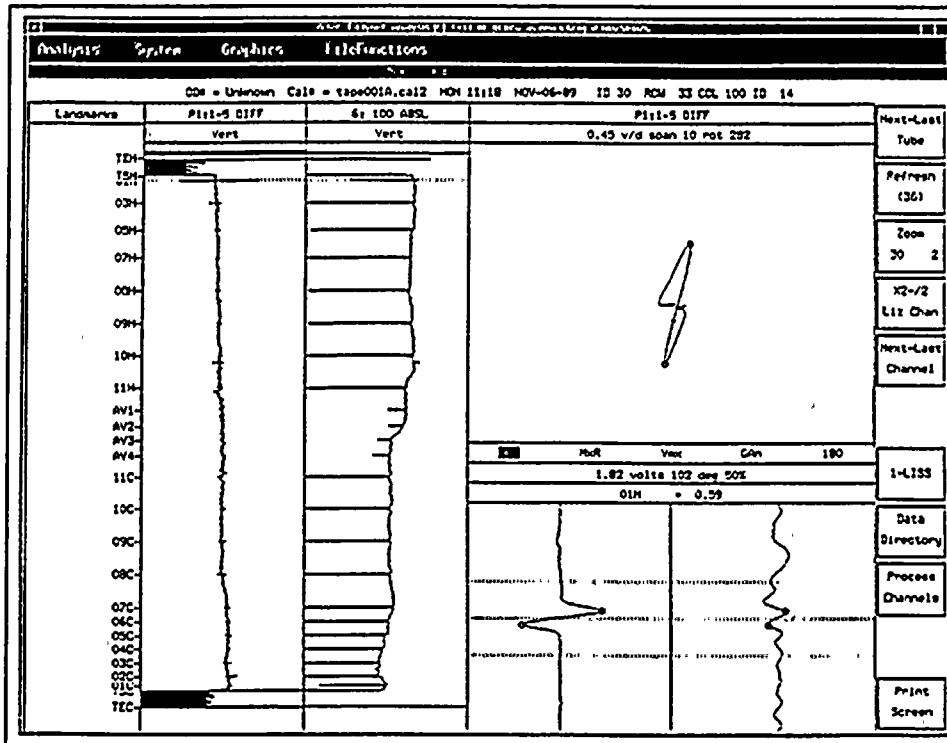 Analysis System Graphics FileFunctions
COM = Unknown Cal# = tape001A.cal2 MON 11:18 NOV-06-89 ID 30 ROW 33 COL 100 ID 14
Landmarks P1:1-5 DIFF 6: 100 ABSL P1:1-5 DIFF
Vert Vert 0.45 v/d span 10 rot 292
TEH
TSH
03H
05H
07H
08H
09H
10H
11H
AV1
AV2
AV3
AV4
11C
10C
09C
08C
07C
06C
05C
04C
03C
02C
01C
TEC
MxR Vmx GAn 180
1.82 volts 102 deg 50%
01H + 0.59
Next-Last
Tube
Refresh
(3G)
Zoom
30 2
X2-/2
Liz Chan
Next-Last
Channel
1-LISS
Data
Directory
Process
Channels
Print
Screen